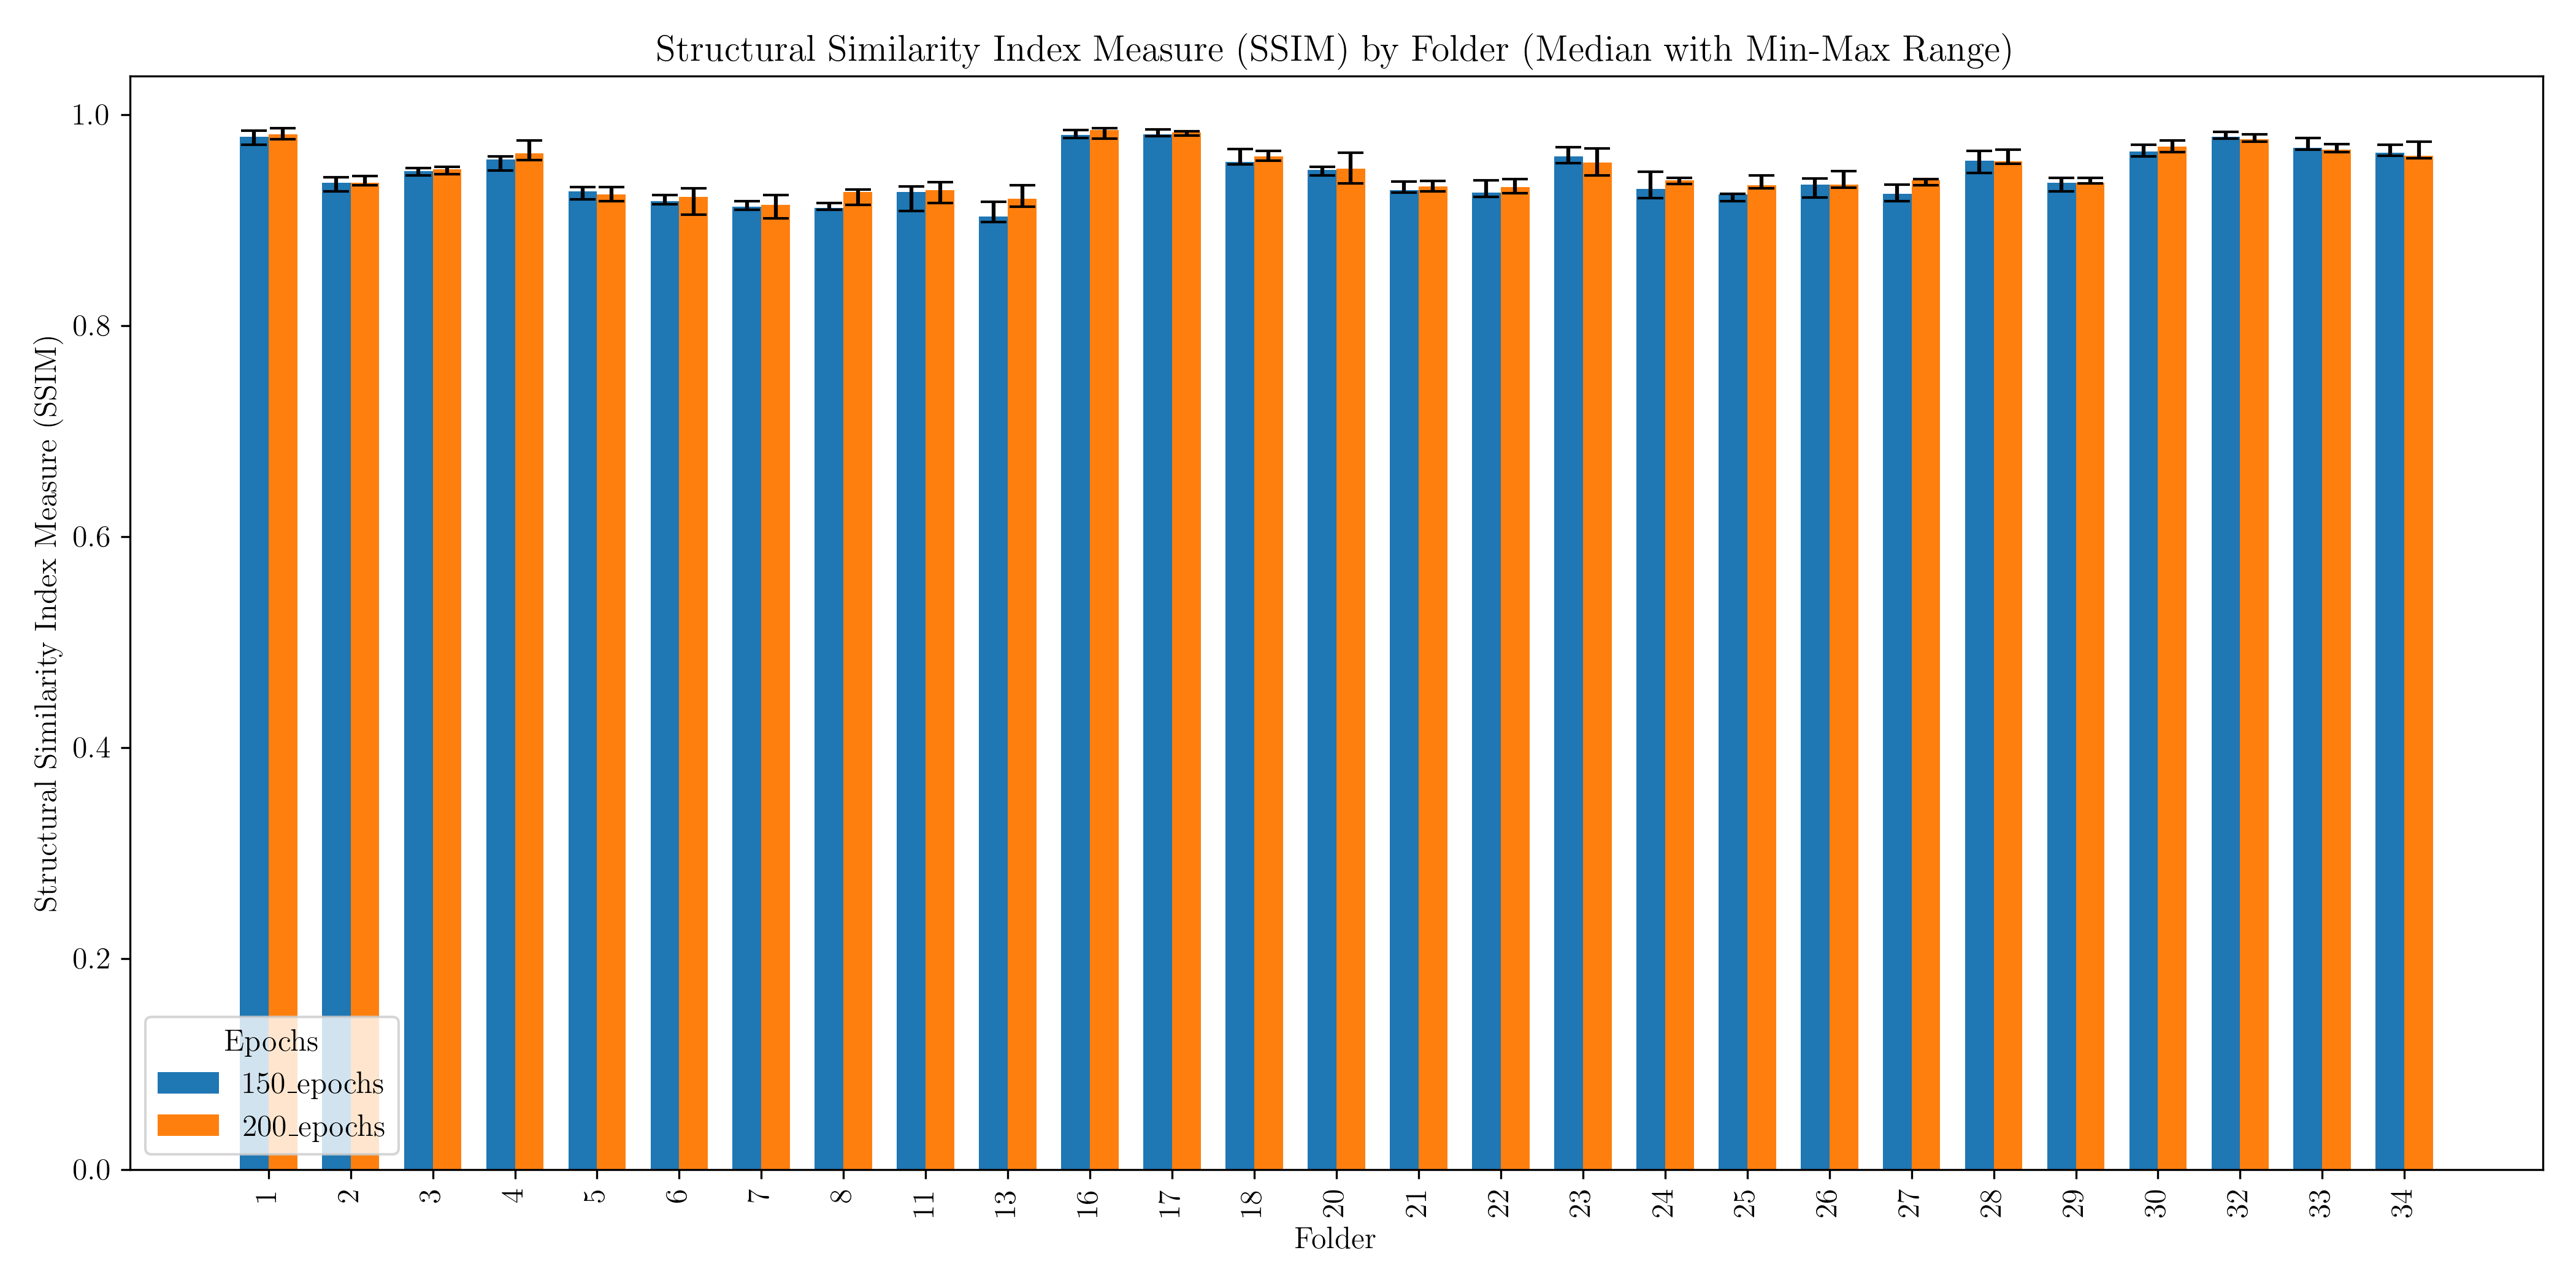 Structural Similarity Index Measure (SSIM) by Folder (Median with Min-Max Range)
Structural Similarity Index Measure (SSIM)
1.0
0.8
0.6
0.4
0.2
0.0
Epochs
150_epochs
200_epochs
1 2 3 4 5 6 7 8 11 13 16 17 18 20 21 22 23 24 25 26 27 28 29 30 32 33 34
Folder